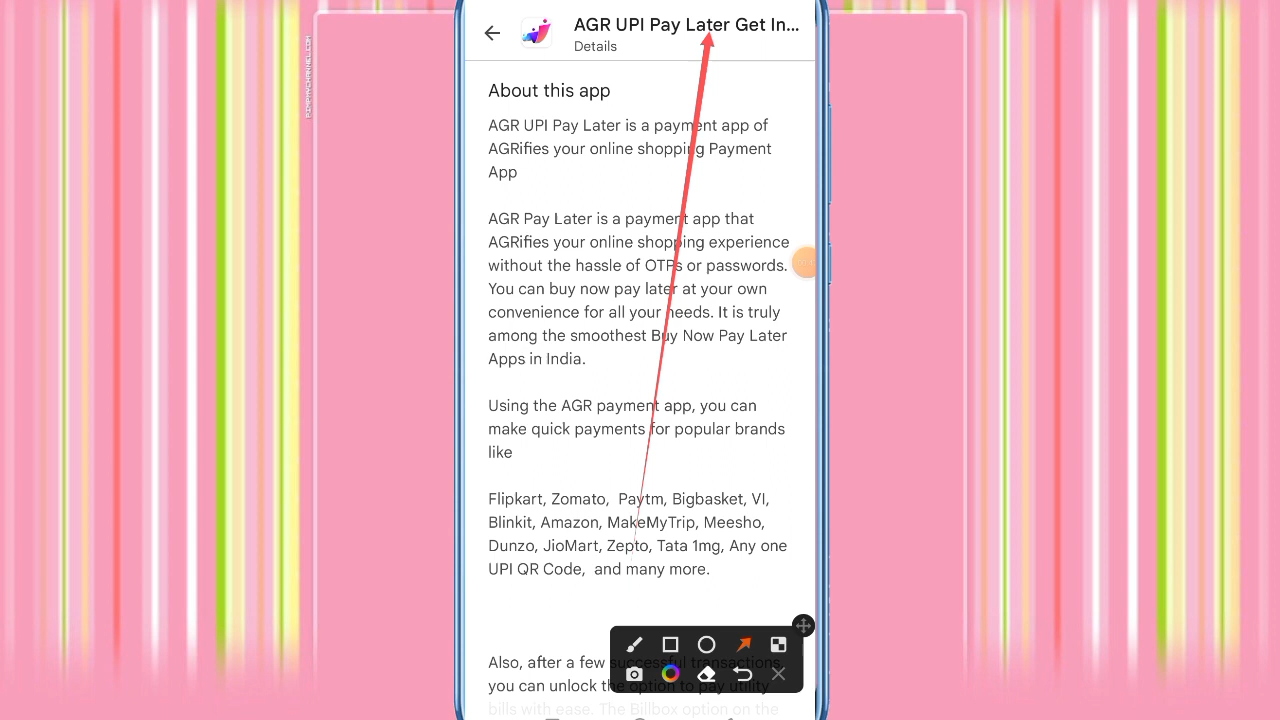 AGR UPI Pay Later Get In...
Details
About this app
AGR UPI Pay Later is a payment app of
AGRifies your online shopping Payment
App
AGR Pay Later is a payment app that
AGRifies your online shopping experience
without the hassle of OTPs or passwords.
You can buy now pay later at your own
convenience for all your needs. It is truly
among the smoothest Buy Now Pay Later
Apps in India.
Using the AGR payment app, you can
make quick payments for popular brands
like
Flipkart, Zomato, Paytm, Bigbasket, VI,
Blinkit, Amazon, MakeMyTrip, Meesho,
Dunzo, JioMart, Zepto, Tata 1mg, Any one
UPI QR Code, and many more.
Also, after a few successful transactions,
you can unlock the option to pay utility
bills with ease. The Billbox option on the